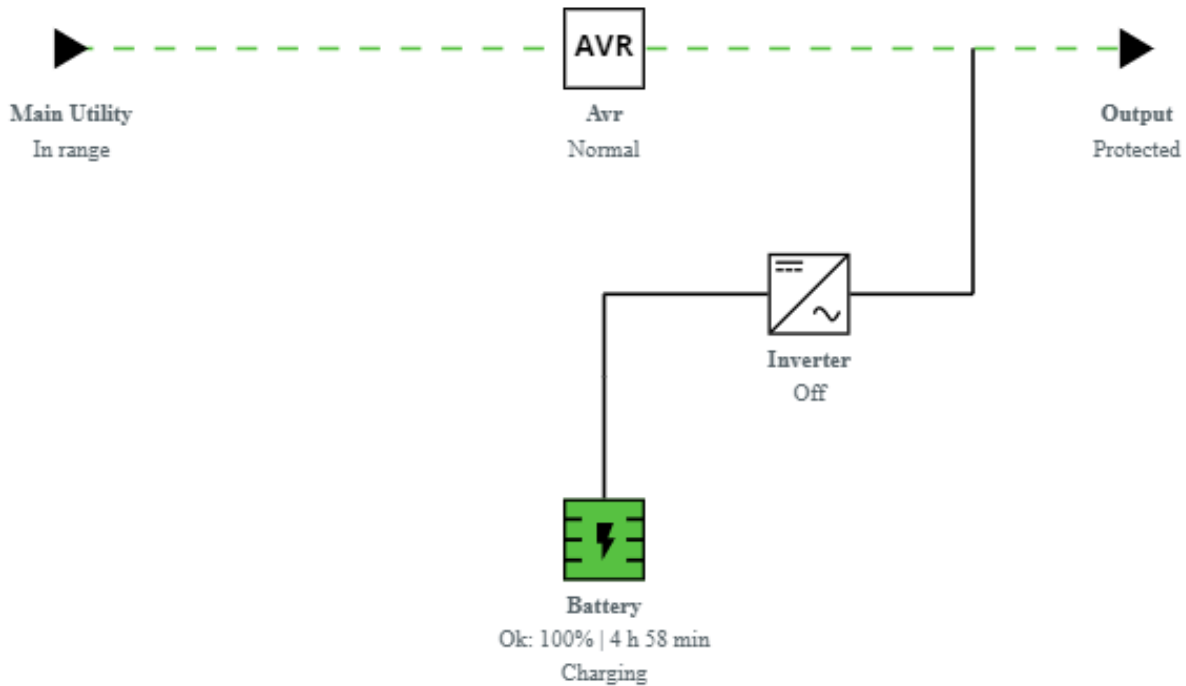 AVR
Main Utility
In range
Avr
Normal
Output
Protected
Inverter
Off
Battery
Ok: 100% | 4 h 58 min
Charging